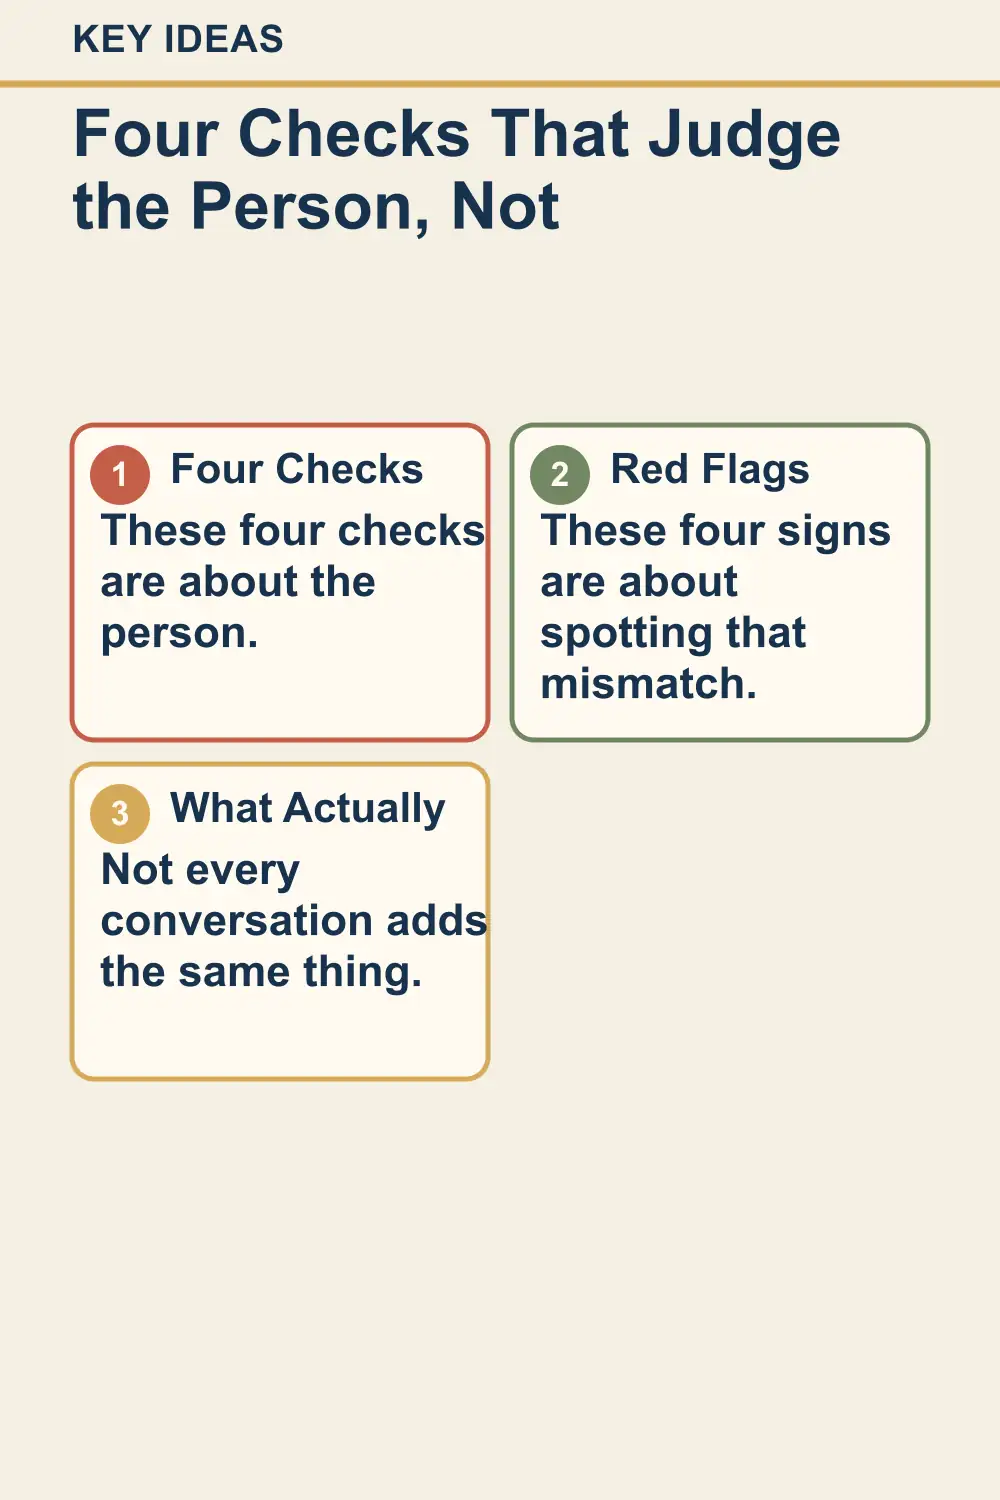 KEY IDEAS
Four Checks That Judge
the Person, Not
1 Four Checks
These four checks
are about the
person.
2 Red Flags
These four signs
are about
spotting that
mismatch.
3 What Actually
Not every
conversation adds
the same thing.